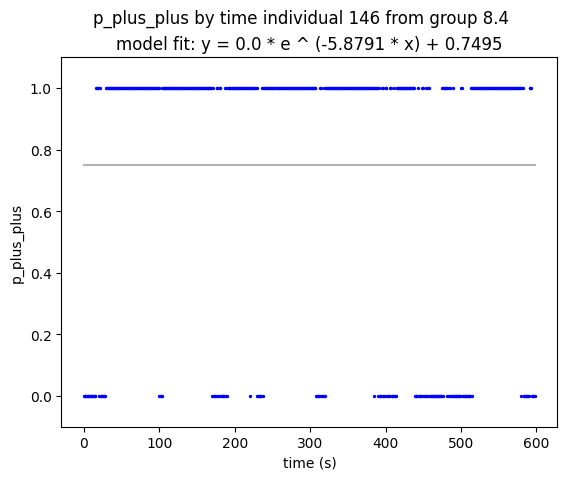 p_plus_plus by time individual 146 from group 8.4
model fit: y = 0.0 * e ^ (-5.8791 * x) + 0.7495
1.0
0.8
0.6
0.4
0.2
0.0
p_plus_plus
0 100 200 300 400 500 600
time (s)